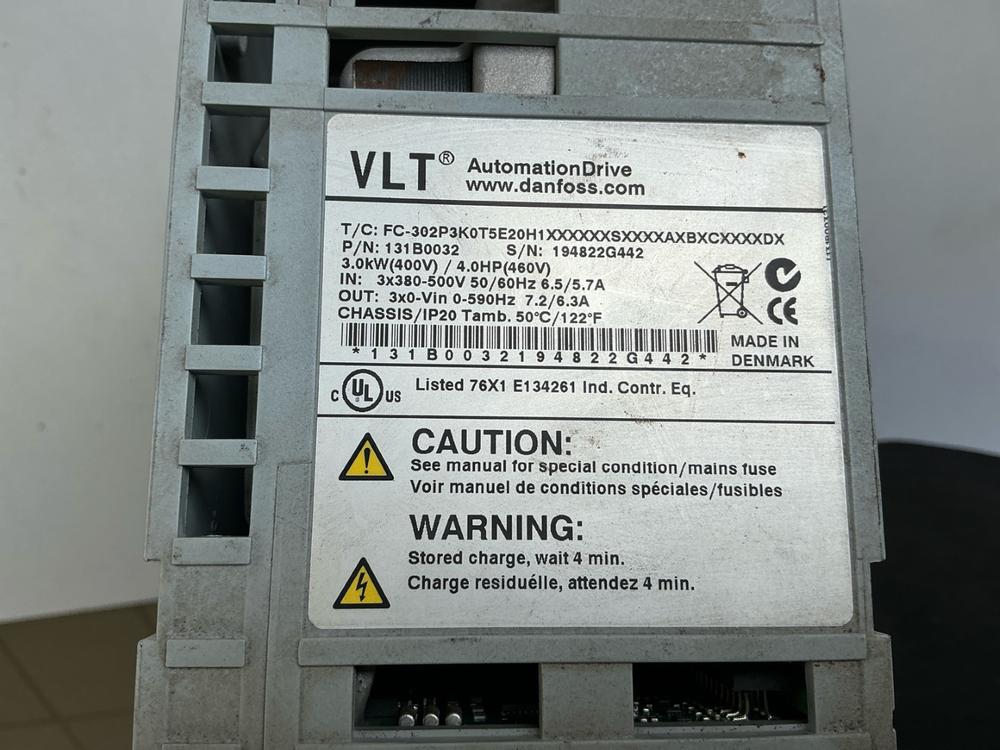 VLT® AutomationDrive
www.danfoss.com
T/C: FC-302P3K0T5E20H1XXXXXXSXXXXAXBXCXXXXDX
P/N: 131B0032 S/N: 194822G442
3.0kW(400V) / 4.0HP(460V)
IN: 3x380-500V 50/60Hz 6.5/5.7A
OUT: 3x0-Vin 0-590Hz 7.2/6.3A
CHASSIS/IP20 Tamb. 50°C/122°F
*131B0032194822G442*
MADE IN
DENMARK
C UL US
Listed 76X1 E134261 Ind. Contr. Eq.
CAUTION:
See manual for special condition/mains fuse
Voir manuel de conditions spéciales/fusibles
WARNING:
Stored charge, wait 4 min.
Charge residuélle, attendez 4 min.